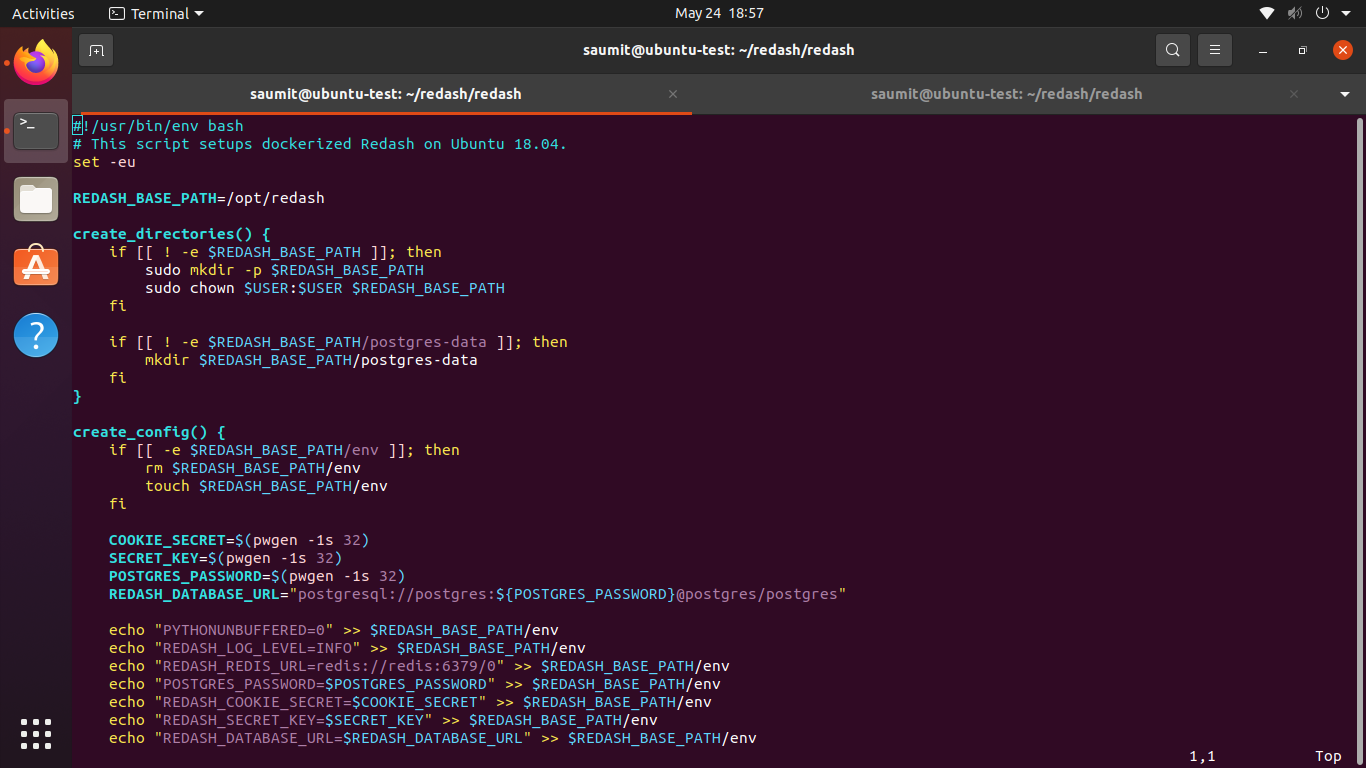 Activities
Terminal
May 24 18:57
saumit@ubuntu-test: ~/redash/redash
saumit@ubuntu-test: ~/redash/redash
saumit@ubuntu-test: ~/redash/redash
#!/usr/bin/env bash
# This script setups dockerized Redash on Ubuntu 18.04.
set -eu
REDASH_BASE_PATH=/opt/redash
create_directories() {
    if [[ ! -e $REDASH_BASE_PATH ]]; then
        sudo mkdir -p $REDASH_BASE_PATH
        sudo chown $USER:$USER $REDASH_BASE_PATH
    fi
    if [[ ! -e $REDASH_BASE_PATH/postgres-data ]]; then
        mkdir $REDASH_BASE_PATH/postgres-data
    fi
}
create_config() {
    if [[ -e $REDASH_BASE_PATH/env ]]; then
        rm $REDASH_BASE_PATH/env
        touch $REDASH_BASE_PATH/env
    fi
    COOKIE_SECRET=$(pwgen -1s 32)
    SECRET_KEY=$(pwgen -1s 32)
    POSTGRES_PASSWORD=$(pwgen -1s 32)
    REDASH_DATABASE_URL="postgresql://postgres:${POSTGRES_PASSWORD}@postgres/postgres"
    echo "PYTHONUNBUFFERED=0" >> $REDASH_BASE_PATH/env
    echo "REDASH_LOG_LEVEL=INFO" >> $REDASH_BASE_PATH/env
    echo "REDASH_REDIS_URL=redis://redis:6379/0" >> $REDASH_BASE_PATH/env
    echo "POSTGRES_PASSWORD=$POSTGRES_PASSWORD" >> $REDASH_BASE_PATH/env
    echo "REDASH_COOKIE_SECRET=$COOKIE_SECRET" >> $REDASH_BASE_PATH/env
    echo "REDASH_SECRET_KEY=$SECRET_KEY" >> $REDASH_BASE_PATH/env
    echo "REDASH_DATABASE_URL=$REDASH_DATABASE_URL" >> $REDASH_BASE_PATH/env
1,1 Top